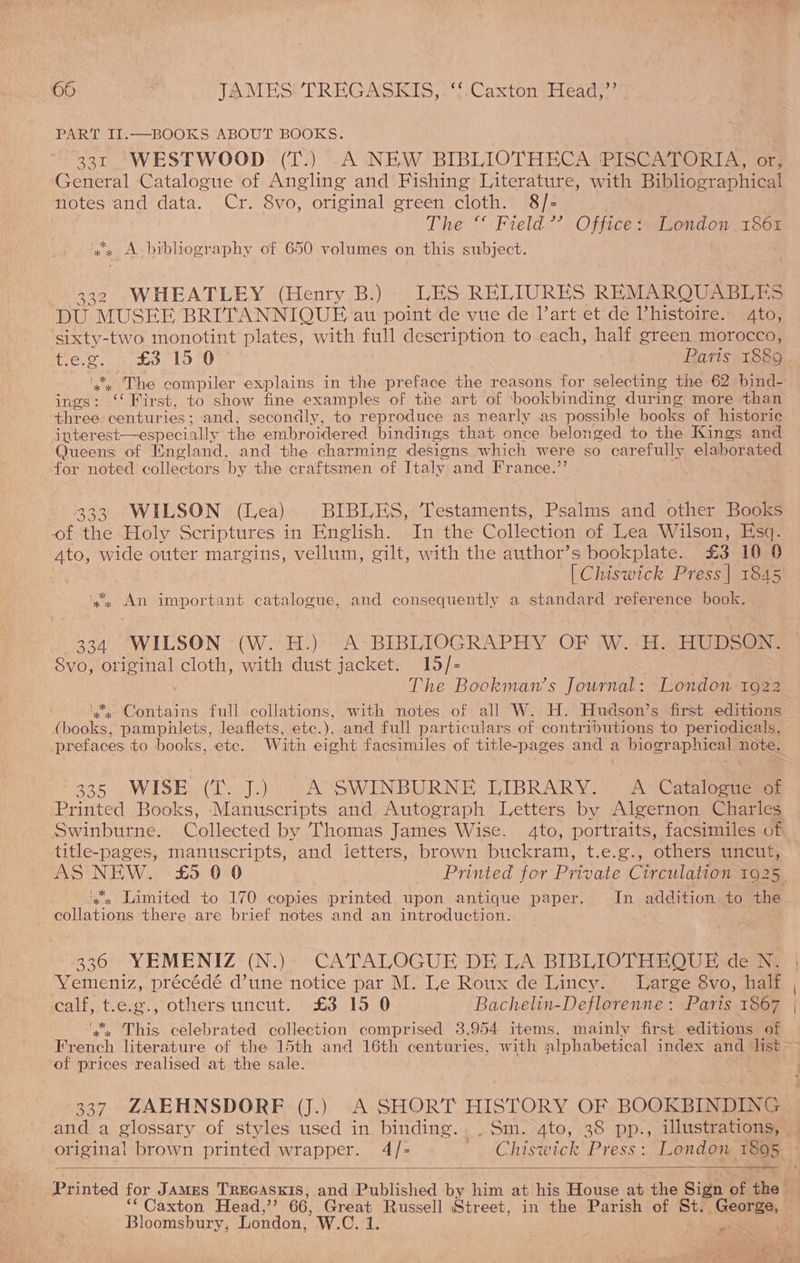 66 JAMES TREGASKIS, “Caxton Head,”
PART II.—BOOKS ABOUT BOOKS.
331 WESTWOOD (T.) A NEW BIBLIOTHECA PISCATORIA, or,
General Catalogue of Angling and Fishing Literature, with Bibliographical
notes and data. Cr. 8vo, original green cloth. 8/-
The “Field” Office: London 1861
*** A bibliography of 650 volumes on this subject.
332 WHEATLEY (Henry B.) LES RELIURES REMARQUABLES
DU MUSEE BRITANNIQUE au point de vue de l’art et de l’histoire. 4to,
sixty-two monotint plates, with full description to each, half green morocco,
t.e.g. £3 15 0 Paris 1889
*** The compiler explains in the preface the reasons for selecting the 62 bind-
ings: “First, to show fine examples of the art of bookbinding during more than
three centuries; and, secondly, to reproduce as nearly as possible books of historic
interest—especially the embroidered bindings that once belonged to the Kings and
Queens of England, and the charming designs which were so carefully elaborated
for noted collectors by the craftsmen of Italy and France.”
333 WILSON (Lea) BIBLES, Testaments, Psalms and other Books
of the Holy Scriptures in English. In the Collection of Lea Wilson, Esq.
4to, wide outer margins, vellum, gilt, with the author’s bookplate. £3 10 0
[Chiswick Press] 1845
*** An important catalogue, and consequently a standard reference book.
334 WILSON (W. H.) A BIBLIOGRAPHY OF W. H. HUDSON.
8vo, original cloth, with dust jacket. 15/-
The Bookman’s Journal: London 1922
*** Contains full collations, with notes of all W. H. Hudson’s first editions
(books, pamphlets, leaflets, etc.), and full particulars of contributions to periodicals,
prefaces to books, etc. With eight facsimiles of title-pages and a biographical note.
335 WISE (T. J.) A SWINBURNE LIBRARY. A Catalogue of
Printed Books, Manuscripts and Autograph Letters by Algernon Charles
Swinburne. Collected by Thomas James Wise. 4to, portraits, facsimiles of
title-pages, manuscripts, and letters, brown buckram, t.e.g., others uncut,
AS NEW. £5 0 0 Printed for Private Circulation 1925
*** Limited to 170 copies printed upon antique paper. In addition to the
collations there are brief notes and an introduction.
336 YEMENIZ (N.) CATALOGUE DE LA BIBLIOTHEQUE de N.
Yemeniz, précédé d’une notice par M. Le Roux de Lincy. Large 8vo, half
calf, t.e.g., others uncut. £3 15 0 Bachelin-Deflorenne: Paris 1867
*** This celebrated collection comprised 3,954 items, mainly first editions of
French literature of the 15th and 16th centuries, with alphabetical index and list
of prices realised at the sale.
337 ZAEHNSDORF (J.) A SHORT HISTORY OF BOOKBINDING
and a glossary of styles used in binding. Sm. 4to, 38 pp., illustrations,
original brown printed wrapper. 4/- Chiswick Press: London 1895
Printed for JAMES TREGASKIS, and Published by him at his House at the Sign of the
“Caxton Head,” 66, Great Russell Street, in the Parish of St. George,
Bloomsbury, London, W.C. 1.